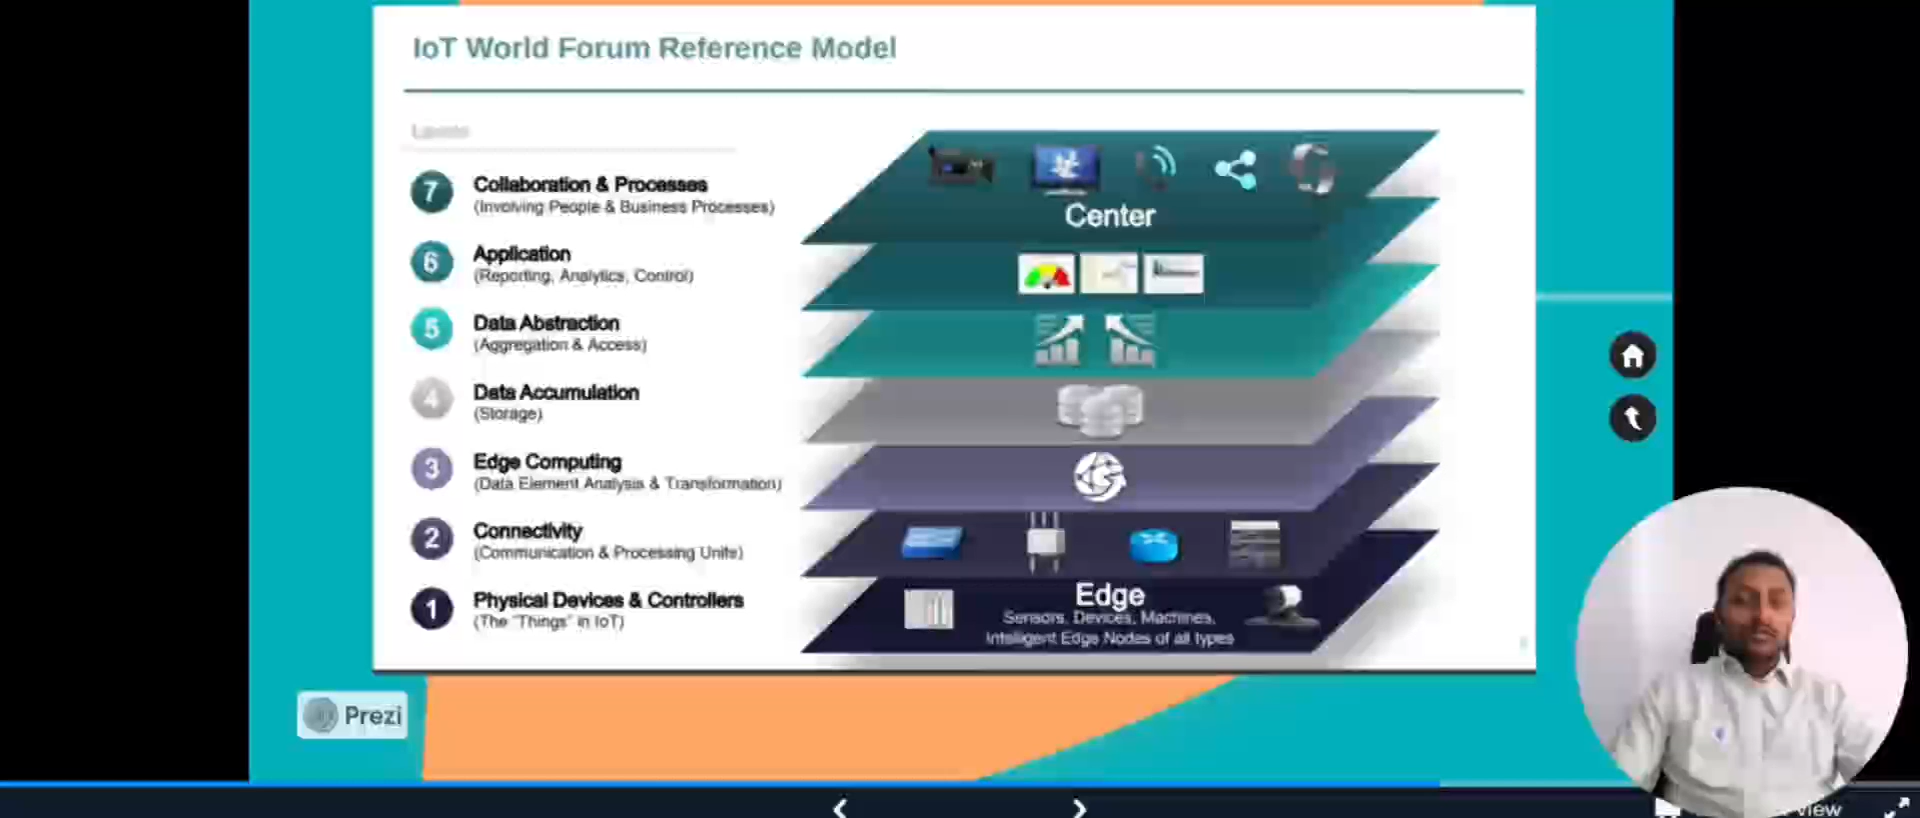 IoT World Forum Reference Model
Levels
7
Collaboration & Processes
(Involving People & Business Processes)
6
Application
(Reporting, Analytics, Control)
5
Data Abstraction
(Aggregation & Access)
4
Data Accumulation
(Storage)
3
Edge Computing
(Data Element Analysis & Transformation)
2
Connectivity
(Communication & Processing Units)
1
Physical Devices & Controllers
(The "Things" in IoT)
Center
Edge
Sensors, Devices, Machines,
Intelligent Edge Nodes of all types
Prezi
view